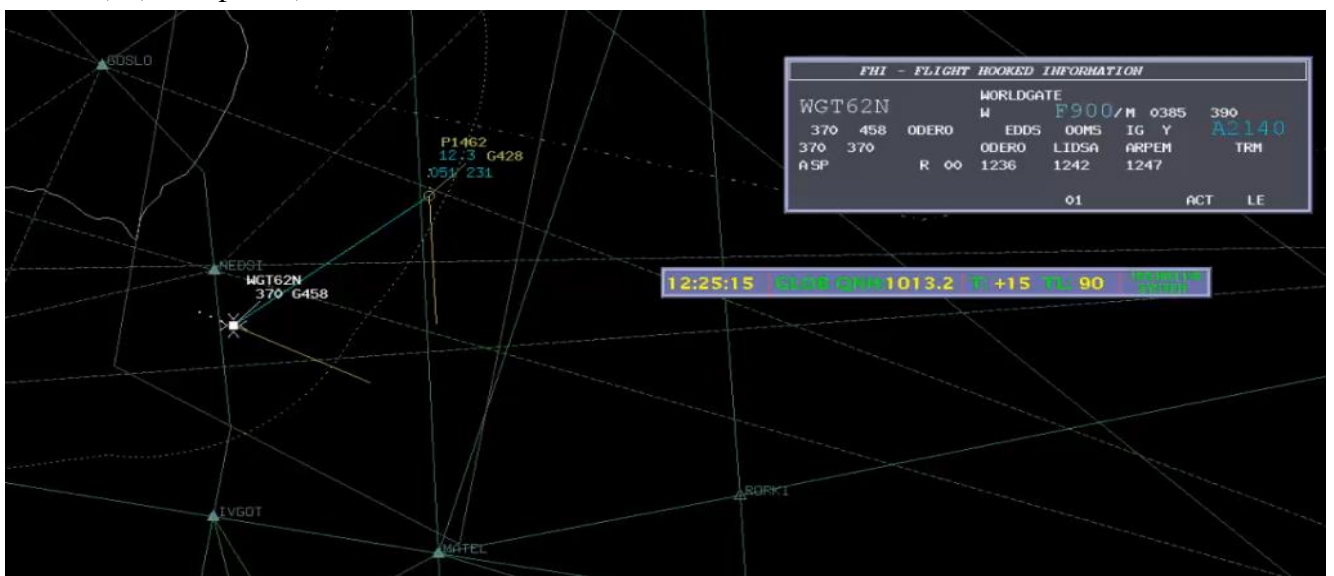 GOSLO
P1462
12.3 G428
051 231
NEDSI
WGT62N
370 G458
IVGOT
MATEL
RORKI
FHI - FLIGHT HOOKED INFORMATION
WORLDGATE
WGT62N W F900/M 0385 390
370 458 ODERO EDDS OOMS IG Y A2140
370 370 ODERO LIDSA ARPEM TRM
ASP R 00 1236 1242 1247
01 ACT LE
12:25:15 GLOB QNH1013.2 T: +15 TL: 90